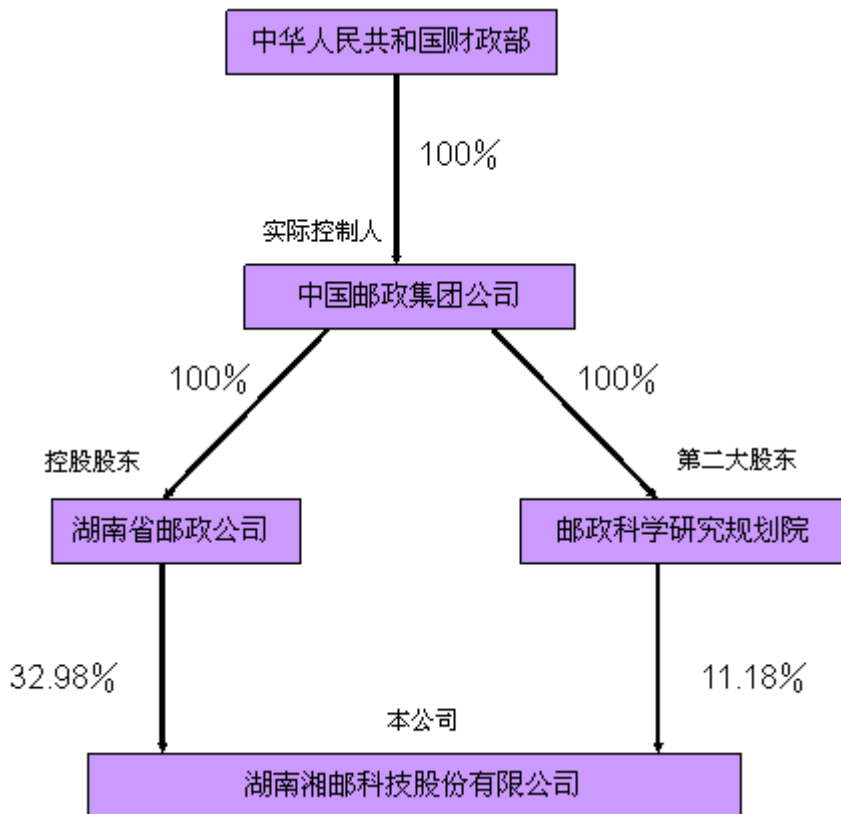 中华人民共和国财政部
100%
实际控制人
中国邮政集团公司
100%
100%
控股股东
第二大股东
湖南省邮政公司
邮政科学研究规划院
32.98%
11.18%
本公司
湖南湘邮科技股份有限公司